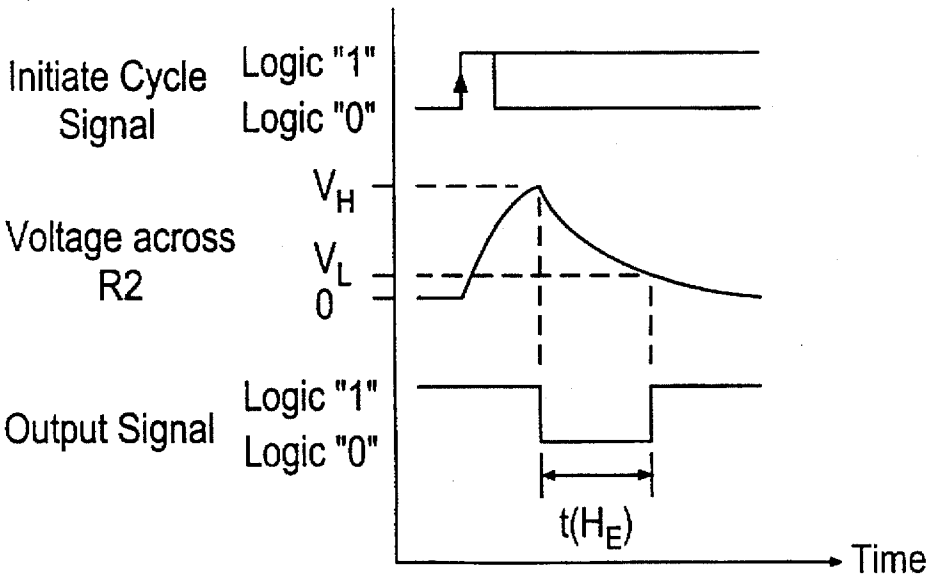 Initiate Cycle
Signal
Logic "1"
Logic "0"
Voltage across
R2
V_H
V_L
0
Output Signal
Logic "1"
Logic "0"
t(H_E)
Time